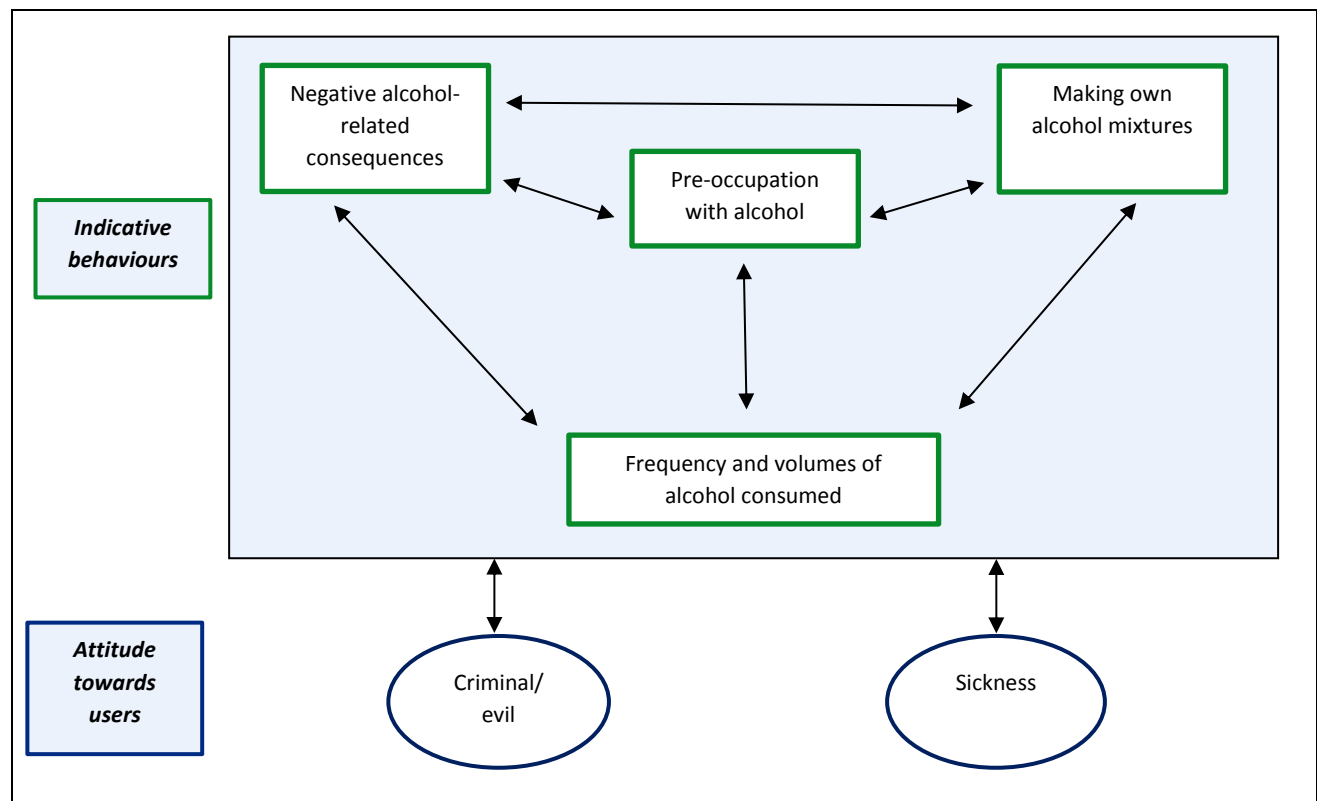 Negative alcohol-
related
consequences
Making own
alcohol mixtures
Pre-occupation
with alcohol
Indicative
behaviours
Frequency and volumes of
alcohol consumed
Attitude
towards
users
Criminal/
evil
Sickness